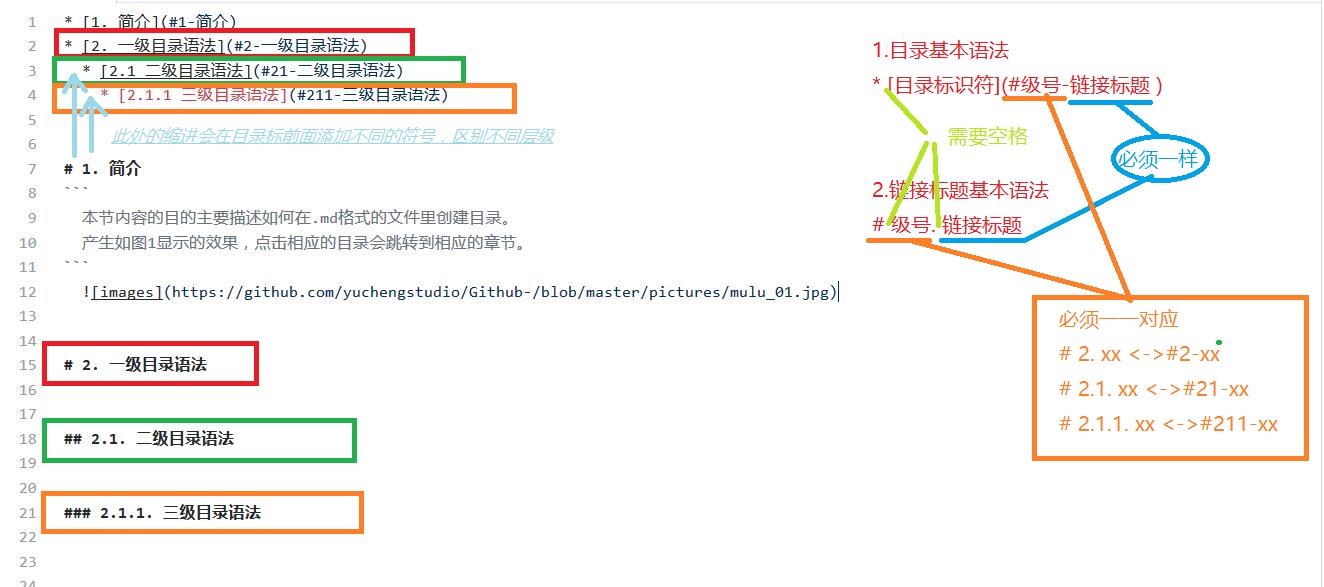 1 * [1. 简介](#1-简介)
2 * [2. 一级目录语法](#2-一级目录语法)
3 * [2.1 二级目录语法](#21-二级目录语法)
4 * [2.1.1 三级目录语法](#211-三级目录语法)
5
此处的缩进会在目录标前面添加不同的符号，区别不同层级
6
7 # 1. 简介
8 ```
9 本节内容的目的主要描述如何在.md格式的文件里创建目录。
10 产生如图1显示的效果，点击相应的目录会跳转到相应的章节。
11 ```
12 ![images](https://github.com/yuchengstudio/Github-/blob/master/pictures/mulu_01.jpg)
13
14
15 # 2. 一级目录语法
16
17
18 ## 2.1. 二级目录语法
19
20
21 ### 2.1.1. 三级目录语法
22
23
24
1.目录基本语法
* [目录标识符](#级号-链接标题 )
需要空格
必须一样
2.链接标题基本语法
# 级号. 链接标题
必须一一对应
# 2. xx <->#2-xx
# 2.1. xx <->#21-xx
# 2.1.1. xx <->#211-xx